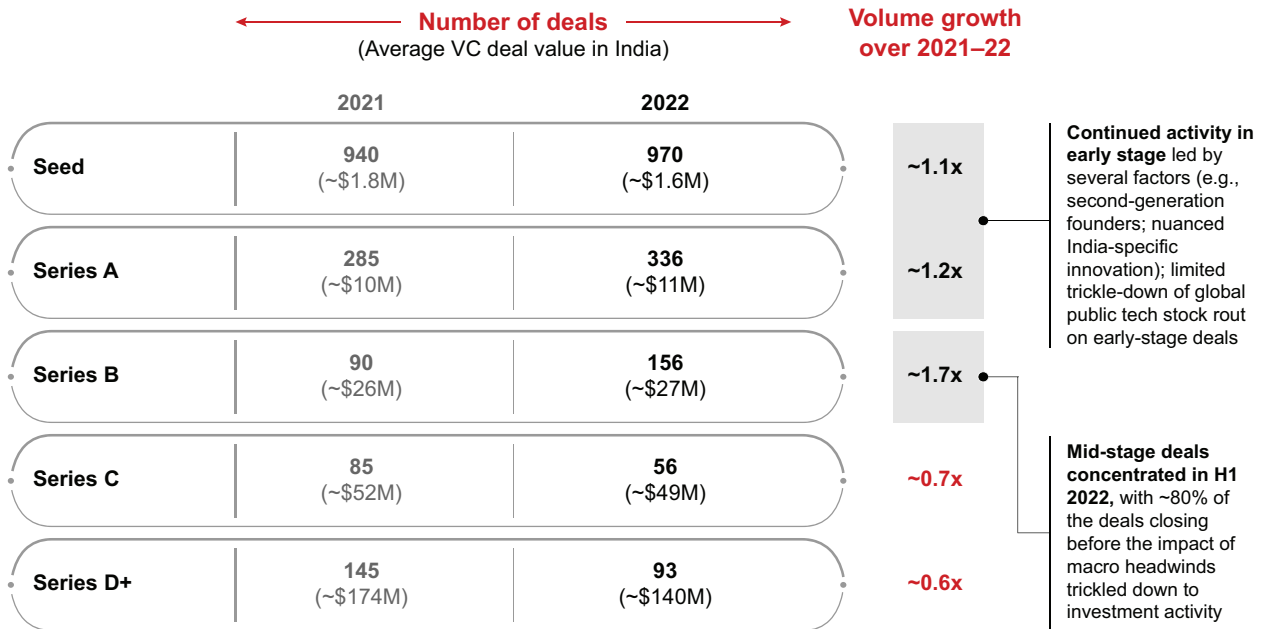 Number of deals
(Average VC deal value in India)
Volume growth
over 2021–22
2021
2022
Seed
940
(~$1.8M)
970
(~$1.6M)
~1.1x
Series A
285
(~$10M)
336
(~$11M)
~1.2x
Series B
90
(~$26M)
156
(~$27M)
~1.7x
Series C
85
(~$52M)
56
(~$49M)
~0.7x
Series D+
145
(~$174M)
93
(~$140M)
~0.6x
Continued activity in
early stage led by
several factors (e.g.,
second-generation
founders; nuanced
India-specific
innovation); limited
trickle-down of global
public tech stock rout
on early-stage deals
Mid-stage deals
concentrated in H1
2022, with ~80% of
the deals closing
before the impact of
macro headwinds
trickled down to
investment activity